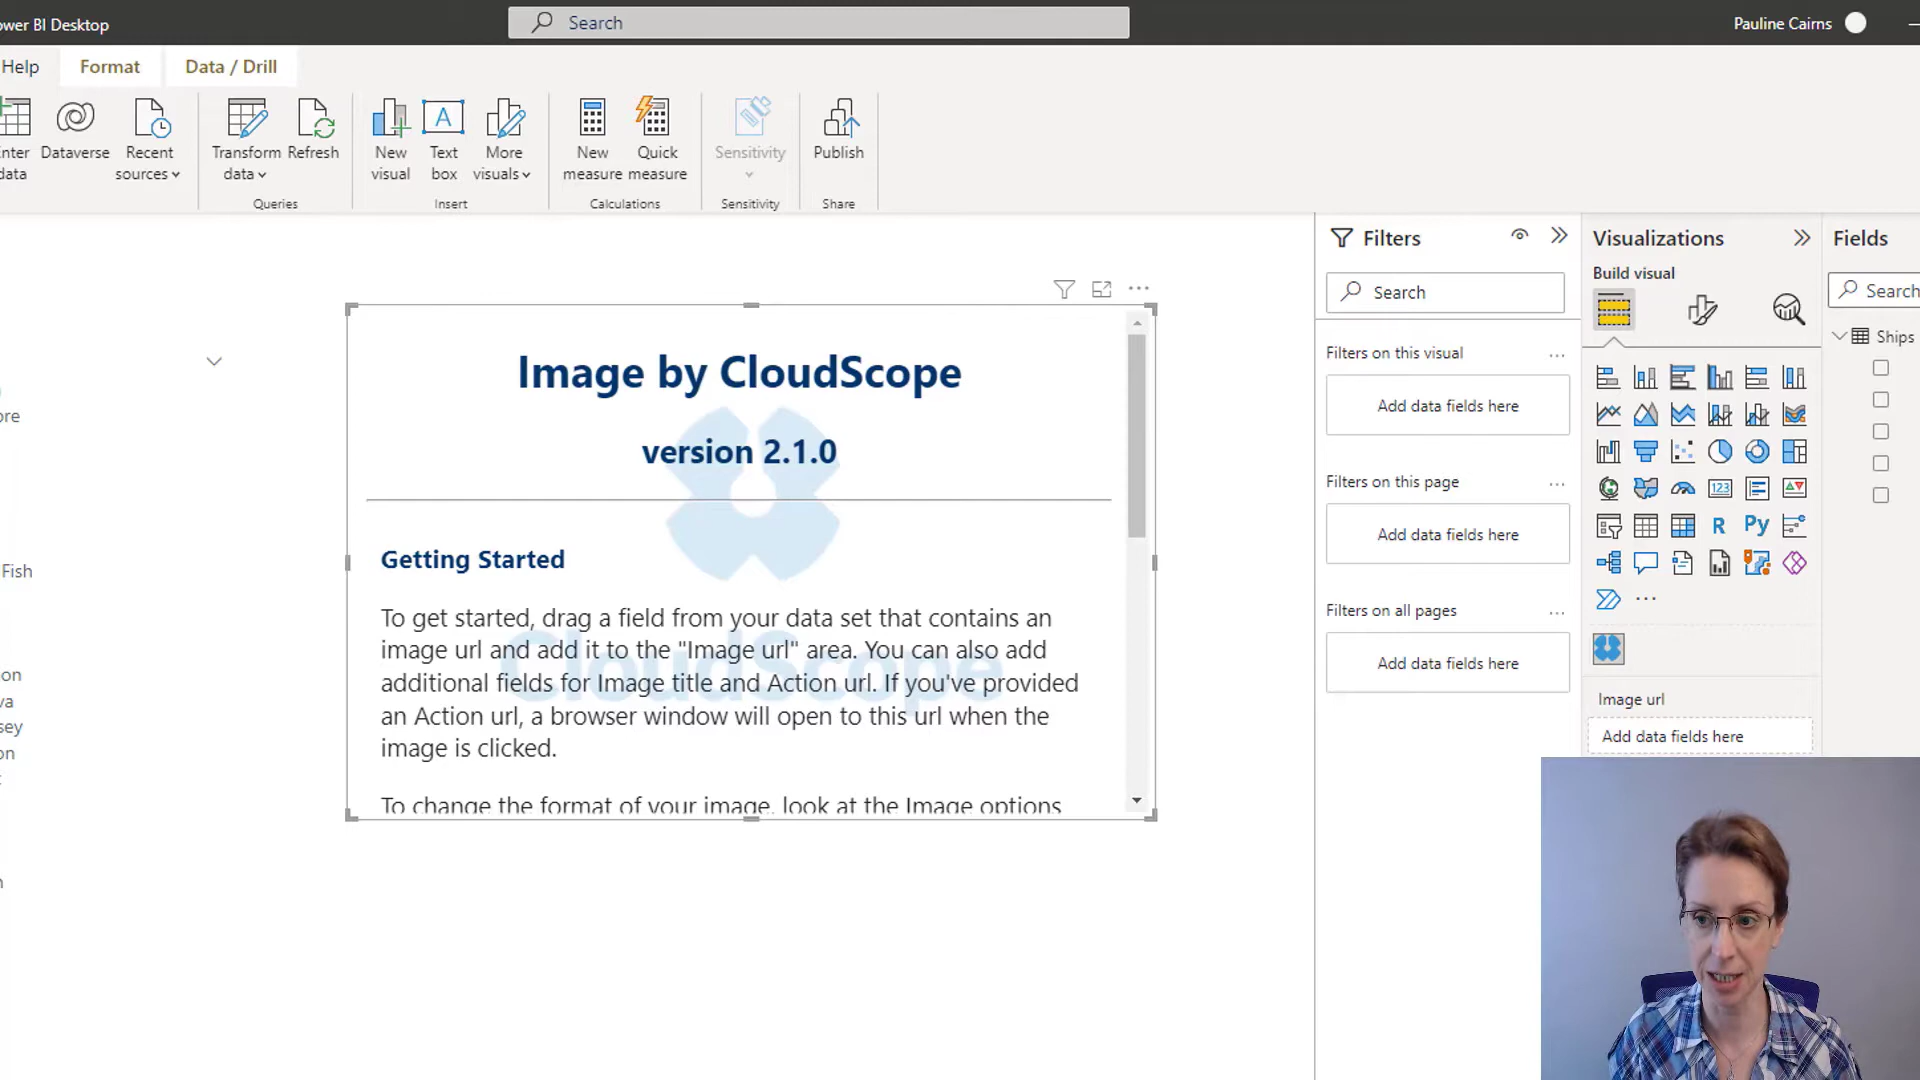 ower BI Desktop
Search
Pauline Cairns
Help
Format
Data / Drill
Enter
data
Dataverse
Recent
sources
Transform
data
Refresh
New
visual
Text
box
More
visuals
New
measure
Quick
measure
Sensitivity
Publish
Queries
Insert
Calculations
Sensitivity
Share
ore
Fish
on
va
sey
on
Image by CloudScope
version 2.1.0
Getting Started
To get started, drag a field from your data set that contains an
image url and add it to the "Image url" area. You can also add
additional fields for Image title and Action url. If you've provided
an Action url, a browser window will open to this url when the
image is clicked.
To change the format of your image, look at the Image options
CloudScope
Filters
Search
Filters on this visual
Add data fields here
Filters on this page
Add data fields here
Filters on all pages
Add data fields here
Visualizations
Build visual
123
R
Py
Image url
Add data fields here
Fields
Search
Ships